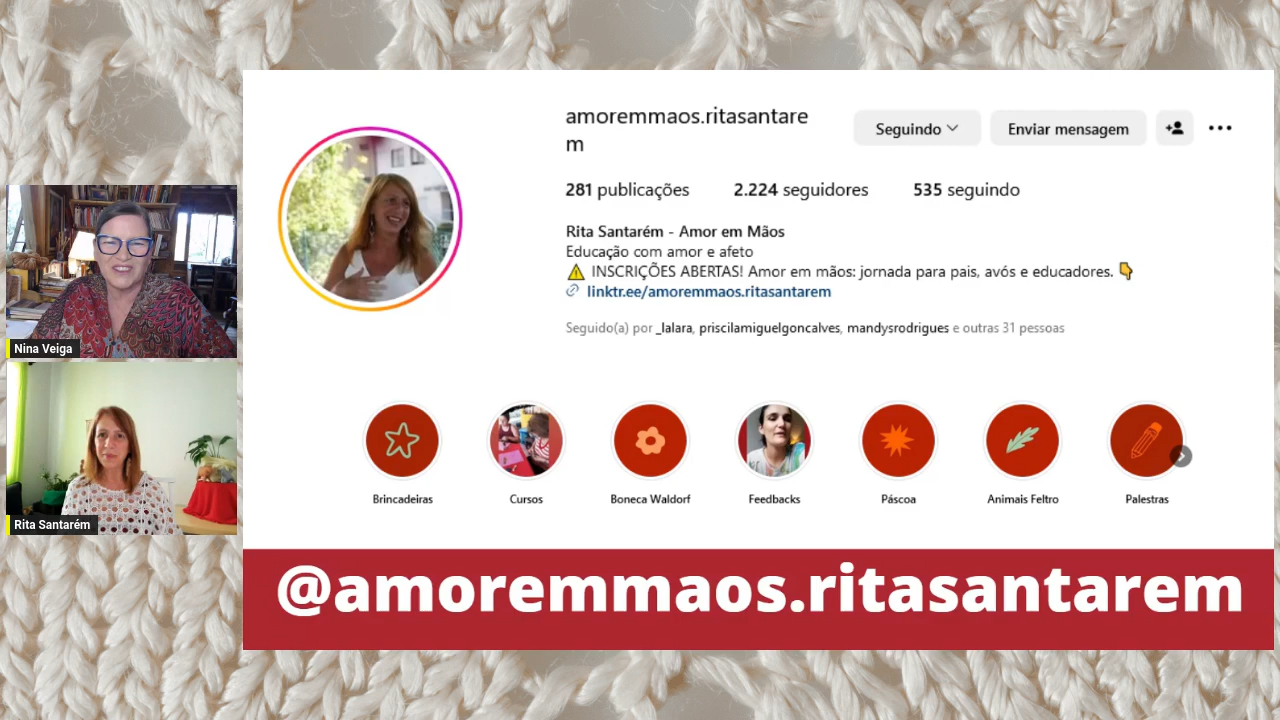 amoremmaos.ritasantare
m
Seguindo
Enviar mensagem
281 publicações
2.224 seguidores
535 seguindo
Rita Santarém - Amor em Mãos
Educação com amor e afeto
⚠️ INSCRIÇÕES ABERTAS! Amor em mãos: jornada para pais, avós e educadores. 👇
linktr.ee/amoremmaos.ritasantarem
Seguido(a) por _lalara, priscilamiguelgoncalves, mandysrodrigues e outras 31 pessoas
Nina Veiga
Rita Santarém
Brincadeiras
Cursos
Boneca Waldorf
Feedbacks
Páscoa
Animais Feltro
Palestras
@amoremmaos.ritasantarem